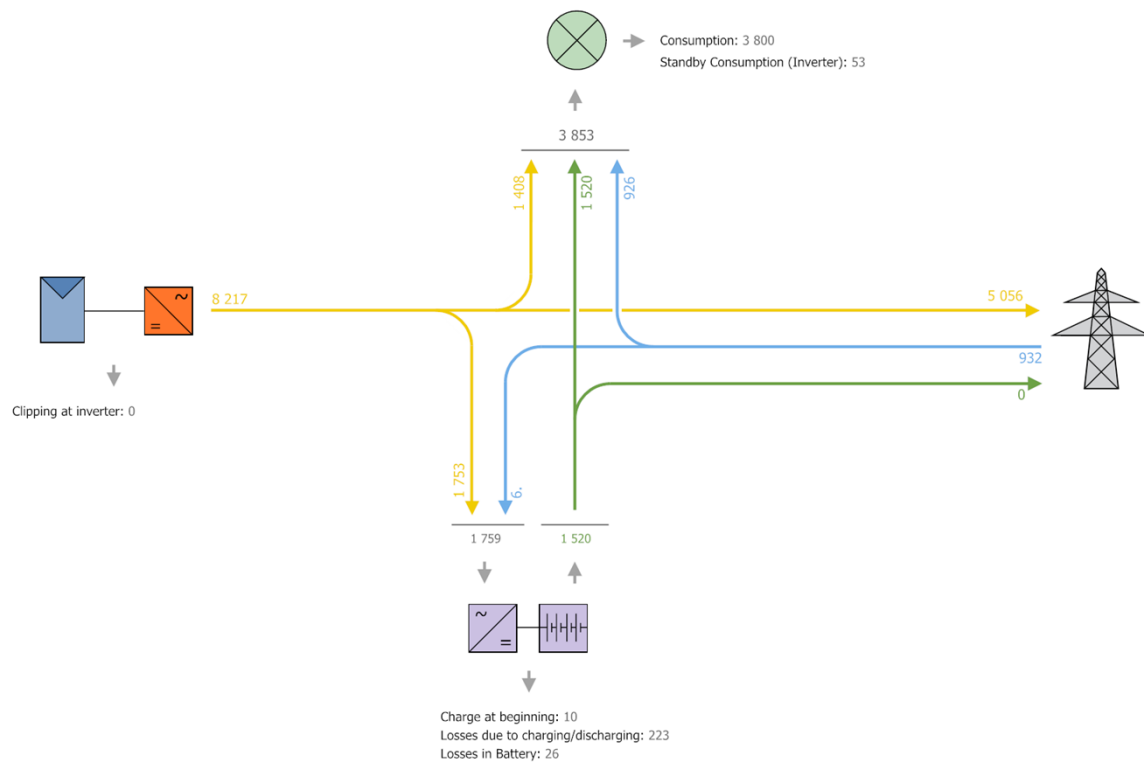 Consumption: 3 800
Standby Consumption (Inverter): 53
3 853
1 408
1 520
926
8 217
5 056
932
0
Clipping at inverter: 0
1 753
6.
1 759
1 520
Charge at beginning: 10
Losses due to charging/discharging: 223
Losses in Battery: 26